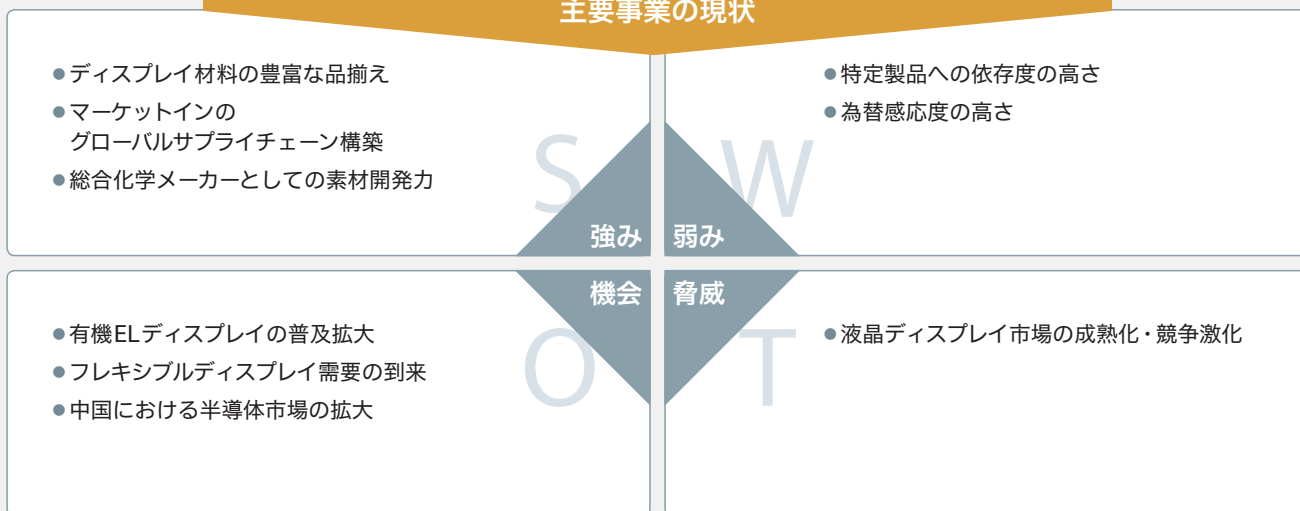 主要事業の現状
●ディスプレイ材料の豊富な品揃え
●マーケットインの
グローバルサプライチェーン構築
●総合化学メーカーとしての素材開発力
S
強み
●特定製品への依存度の高さ
●為替感応度の高さ
W
弱み
機会
●有機ELディスプレイの普及拡大
●フレキシブルディスプレイ需要の到来
●中国における半導体市場の拡大
O
脅威
●液晶ディスプレイ市場の成熟化・競争激化
T